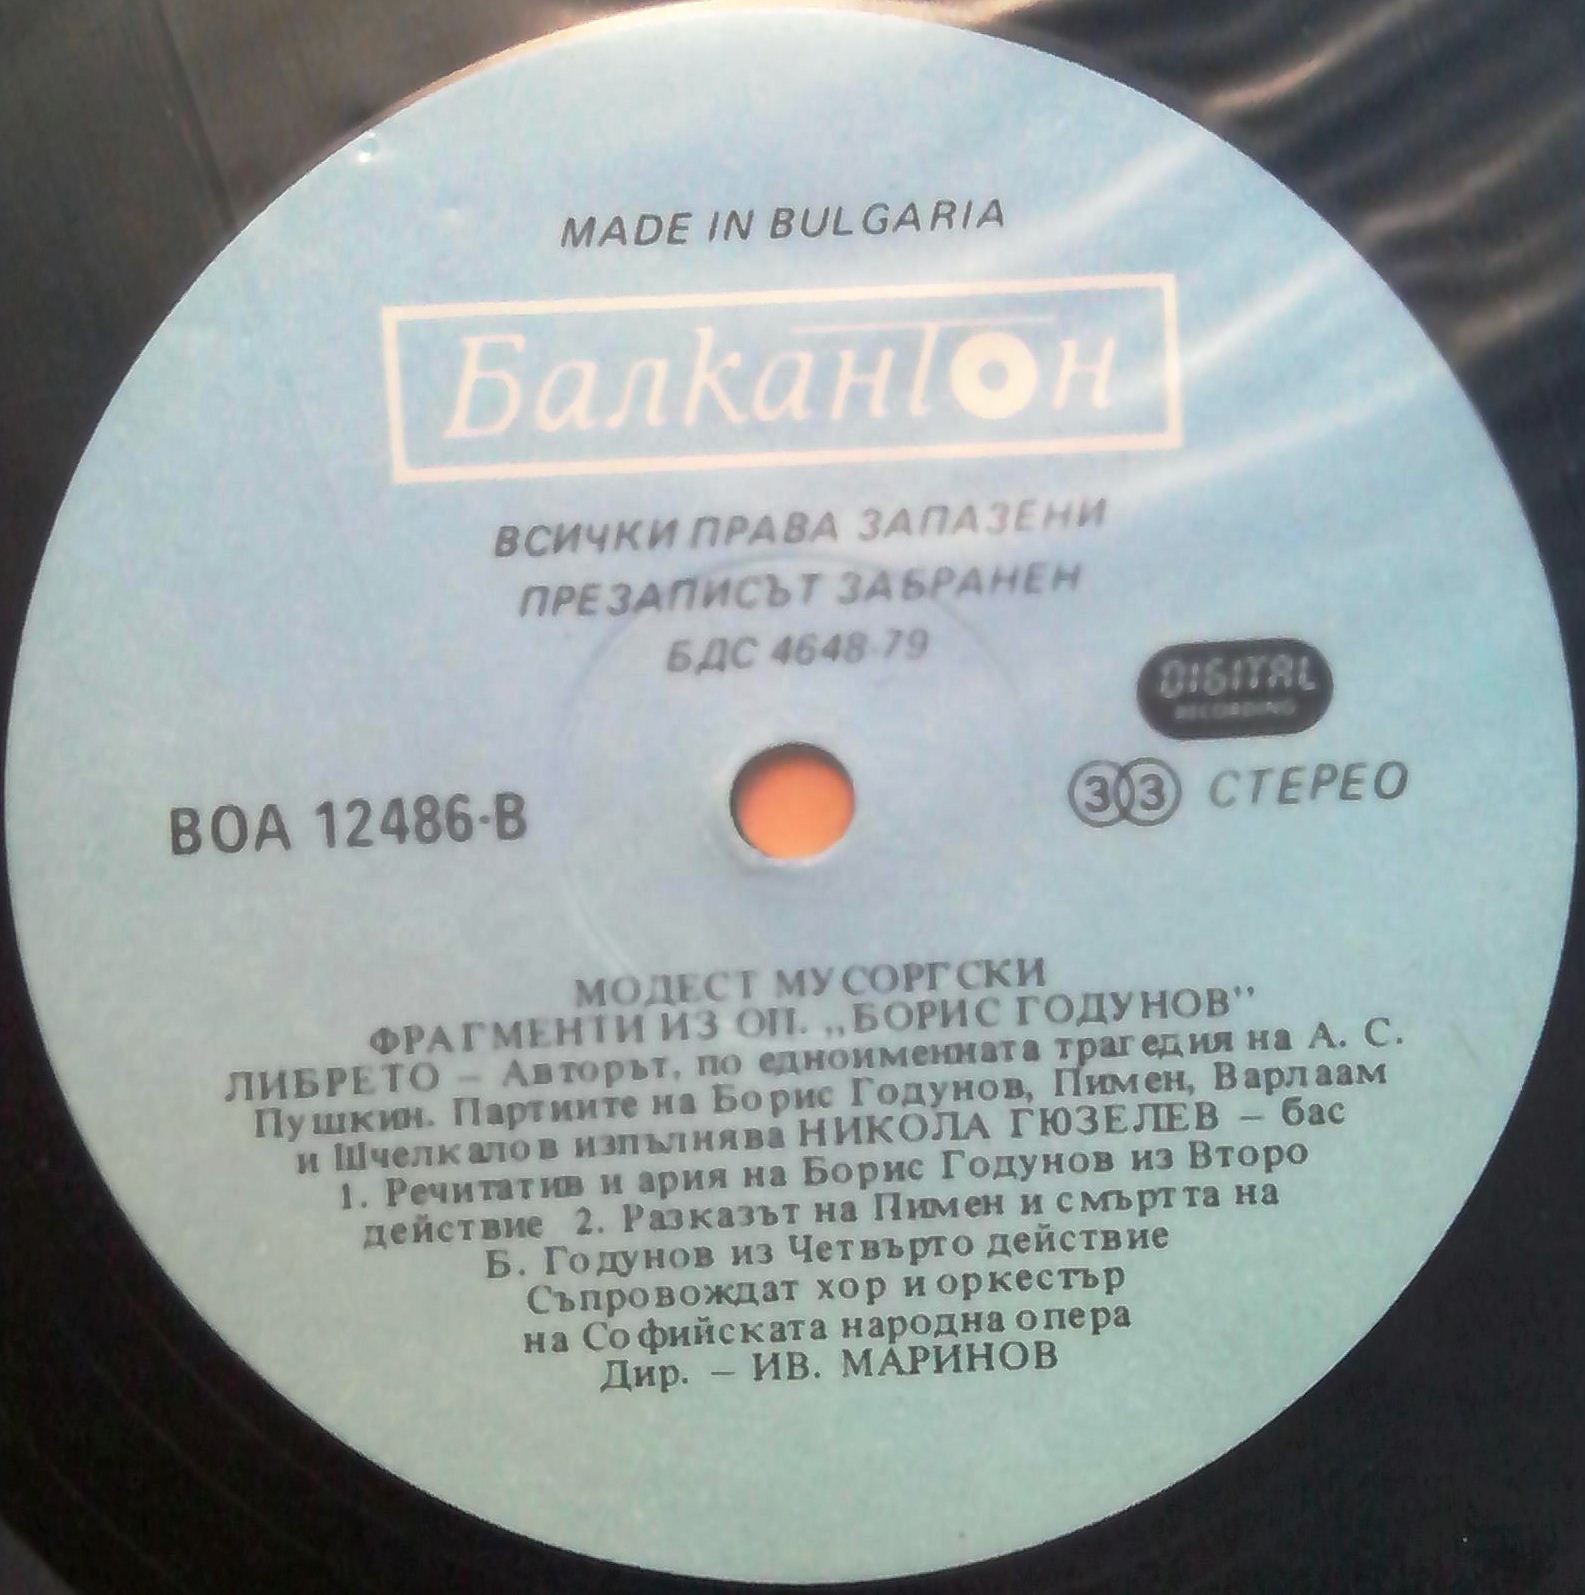 MADE IN BULGARIA
Балкантон
ВСИЧКИ ПРАВА ЗАПАЗЕНИ
ПРЕЗАПИСЪТ ЗАБРАНЕН
БДС 4648-79
DIGITAL
RECORDING
ВОА 12486-В
33 СТЕРЕО
МОДЕСТ МУСОРГСКИ
ФРАГМЕНТИ ИЗ ОП. „БОРИС ГОДУНОВ”
ЛИБРЕТО – Авторът, по едноименната трагедия на А. С.
Пушкин. Партиите на Борис Годунов, Пимен, Варлаам
и Шчелкалов изпълнява НИКОЛА ГЮЗЕЛЕВ – бас
1. Речитатив и ария на Борис Годунов из Второ
действие 2. Разказът на Пимен и смъртта на
Б. Годунов из Четвърто действие
Съпровождат хор и оркестър
на Софийската народна опера
Дир. – ИВ. МАРИНОВ